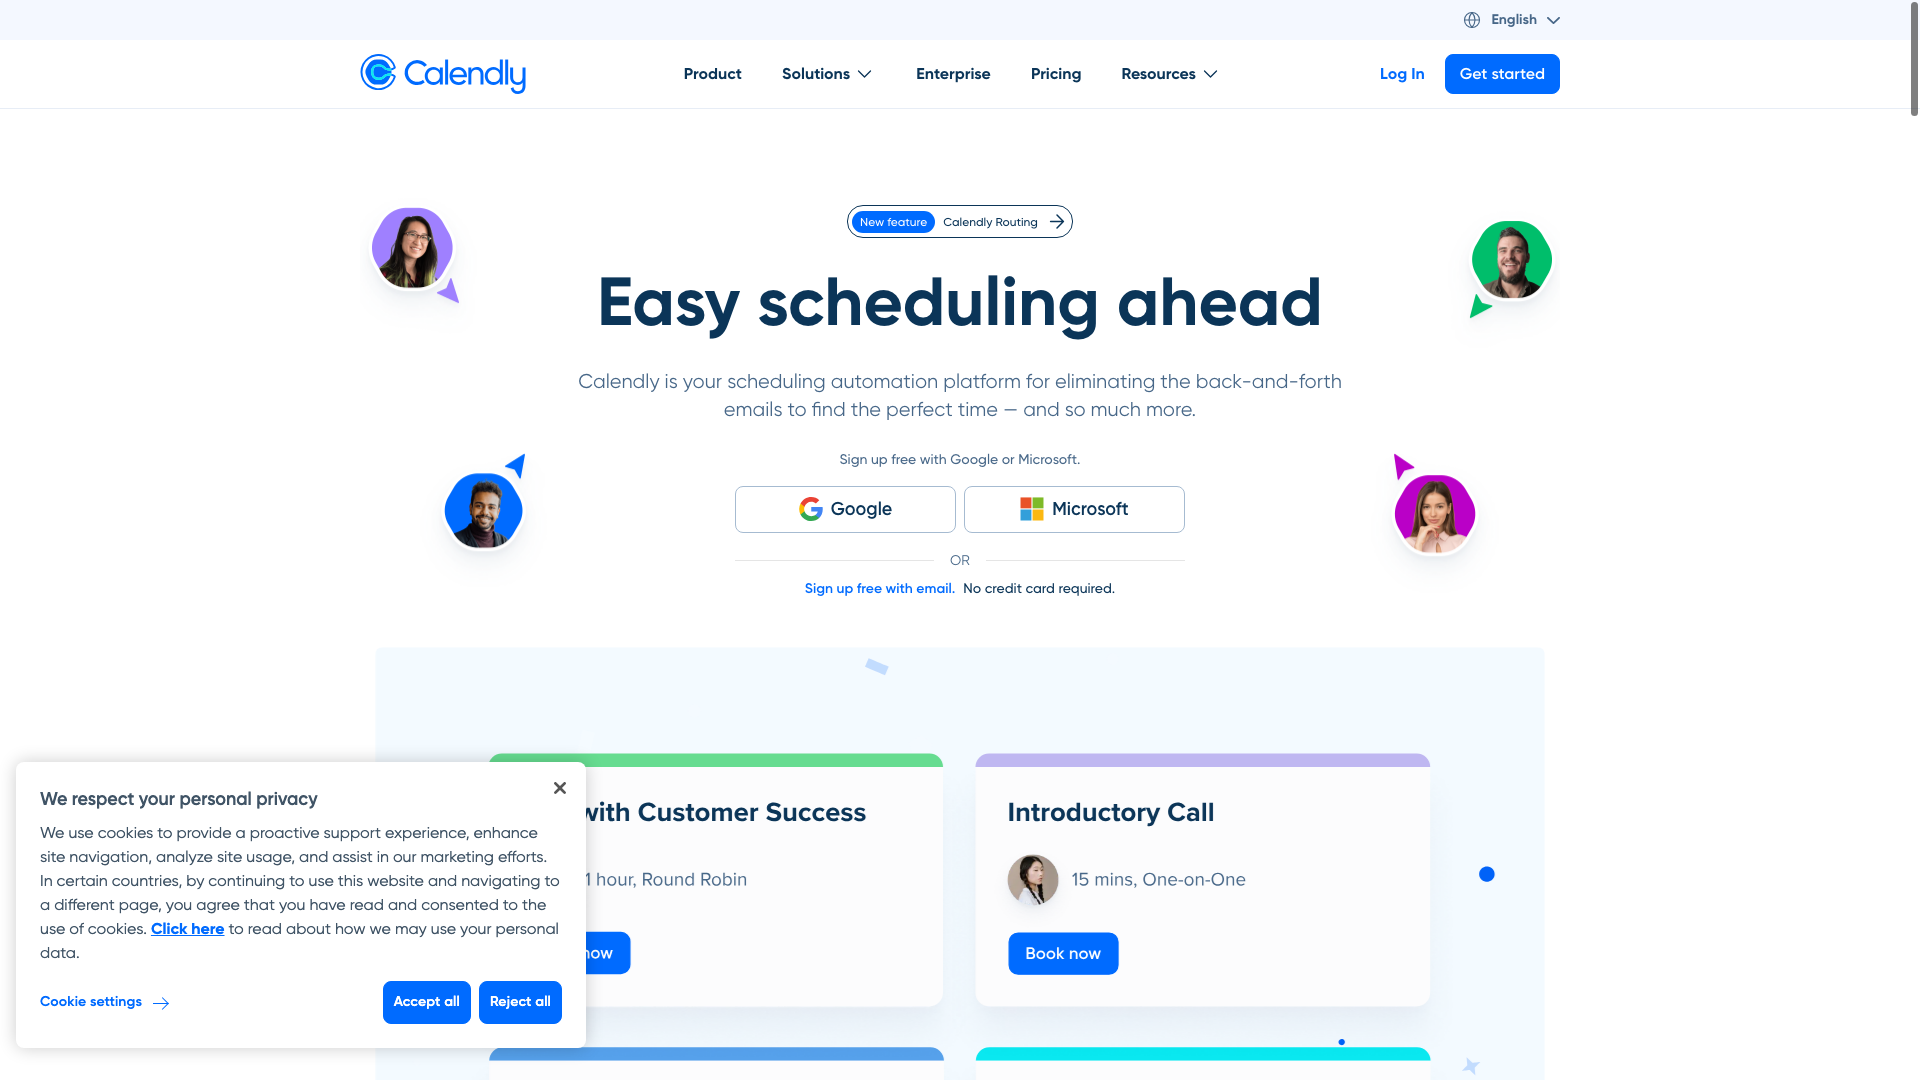 English
Calendly
Product
Solutions
Enterprise
Pricing
Resources
Log In
Get started
New feature
Calendly Routing
Easy scheduling ahead
Calendly is your scheduling automation platform for eliminating the back-and-forth
emails to find the perfect time — and so much more.
Sign up free with Google or Microsoft.
Google
Microsoft
OR
Sign up free with email. No credit card required.
with Customer Success
1 hour, Round Robin
now
Introductory Call
15 mins, One-on-One
Book now
We respect your personal privacy
We use cookies to provide a proactive support experience, enhance
site navigation, analyze site usage, and assist in our marketing efforts.
In certain countries, by continuing to use this website and navigating to
a different page, you agree that you have read and consented to the
use of cookies. Click here to read about how we may use your personal
data.
Cookie settings
Accept all
Reject all